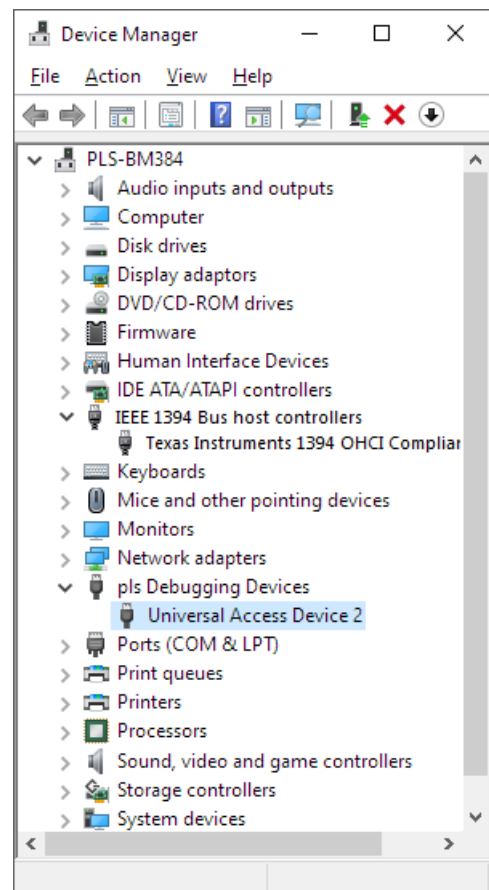 Device Manager
File Action View Help
PLS-BM384
Audio inputs and outputs
Computer
Disk drives
Display adaptors
DVD/CD-ROM drives
Firmware
Human Interface Devices
IDE ATA/ATAPI controllers
IEEE 1394 Bus host controllers
Texas Instruments 1394 OHCI Compliar
Keyboards
Mice and other pointing devices
Monitors
Network adapters
pls Debugging Devices
Universal Access Device 2
Ports (COM & LPT)
Print queues
Printers
Processors
Sound, video and game controllers
Storage controllers
System devices